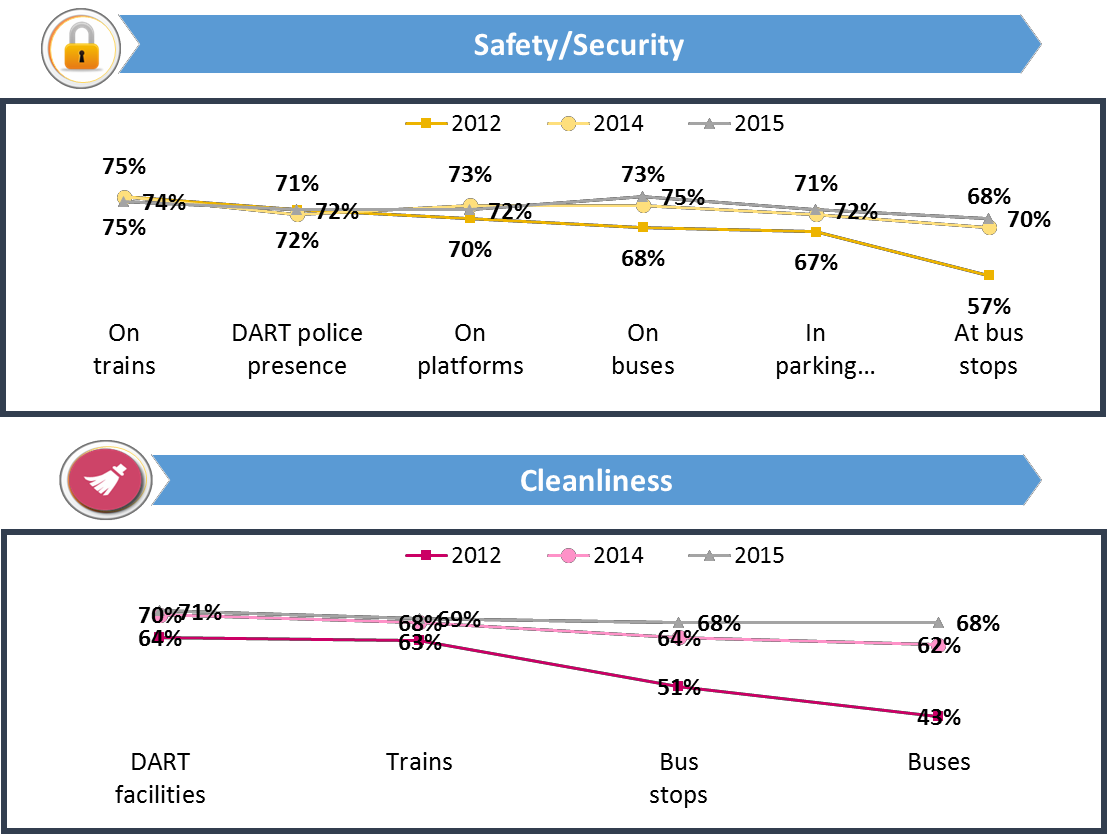 Safety/Security
2012 2014 2015
75% 71% 73% 73% 71% 68%
74% 72% 72% 75% 72% 70%
75% 72% 70% 68% 67% 57%
On DART police On On In At bus
trains presence platforms buses parking… stops
Cleanliness
2012 2014 2015
70% 71% 68% 69% 68% 68%
64% 63% 64% 62%
51% 43%
DART Trains Bus Buses
facilities stops